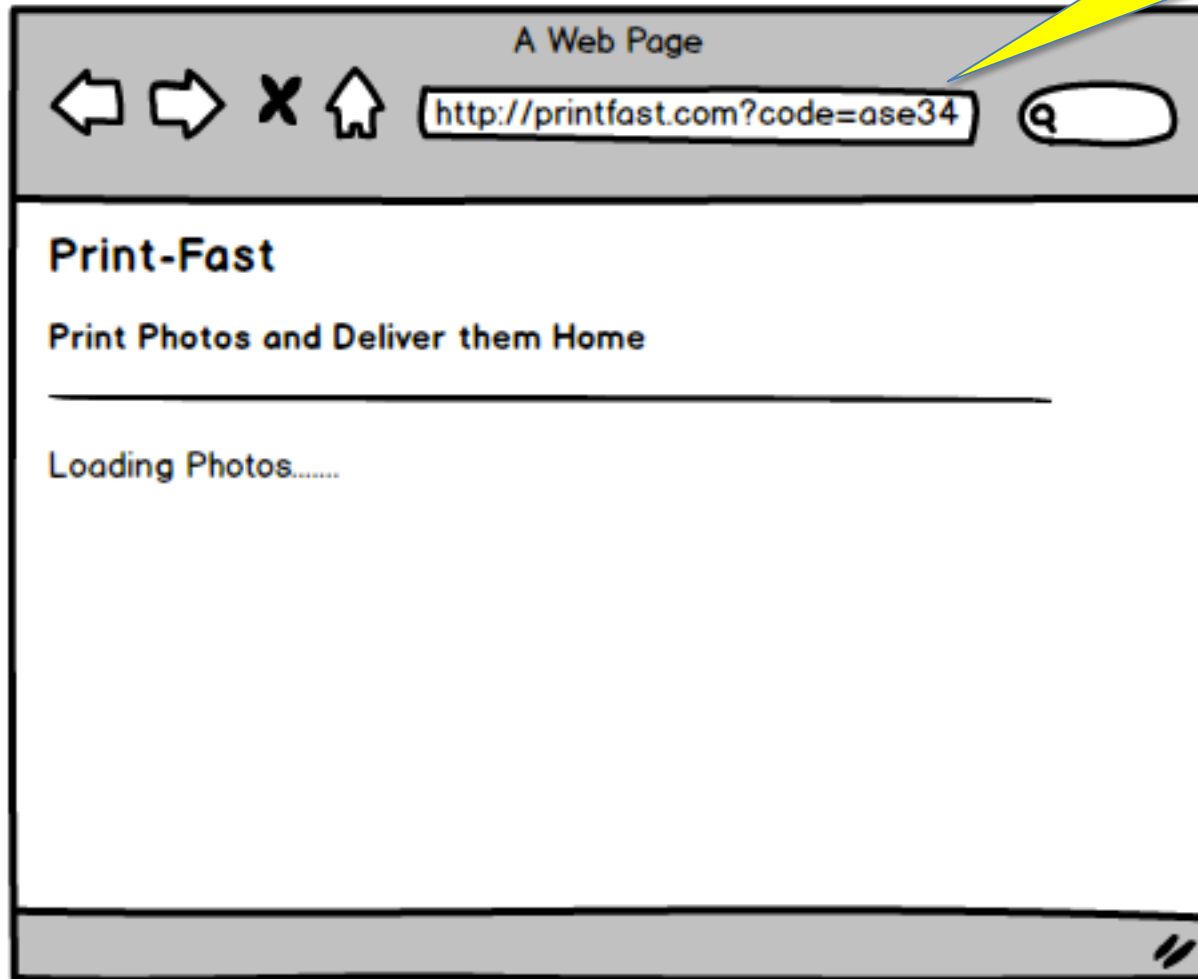 A Web Page
http://printfast.com?code=ase34
Print-Fast
Print Photos and Deliver them Home
Loading Photos.......